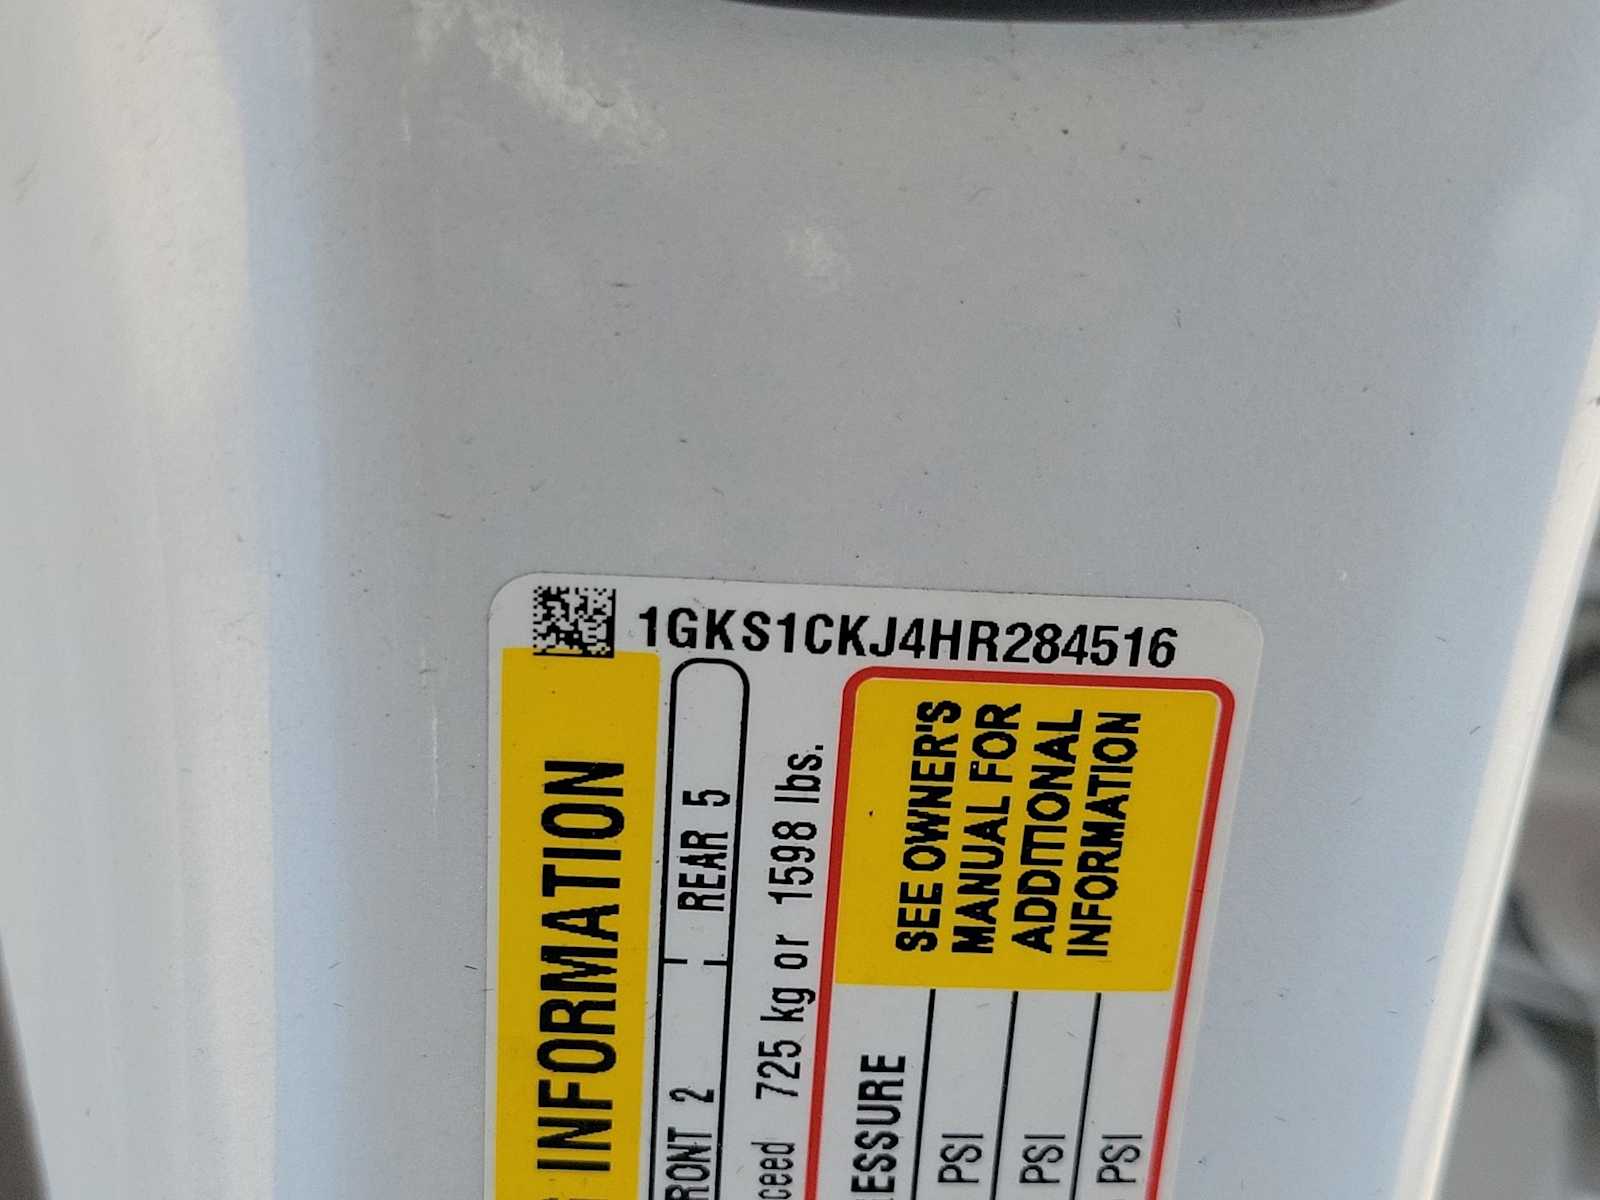 1GKS1CKJ4HR284516
INFORMATION
RONT 2 REAR 5
ceed 725 kg or 1598 lbs.
ESSURE
SEE OWNER'S
MANUAL FOR
ADDITIONAL
INFORMATION
PSI
PSI
PSI